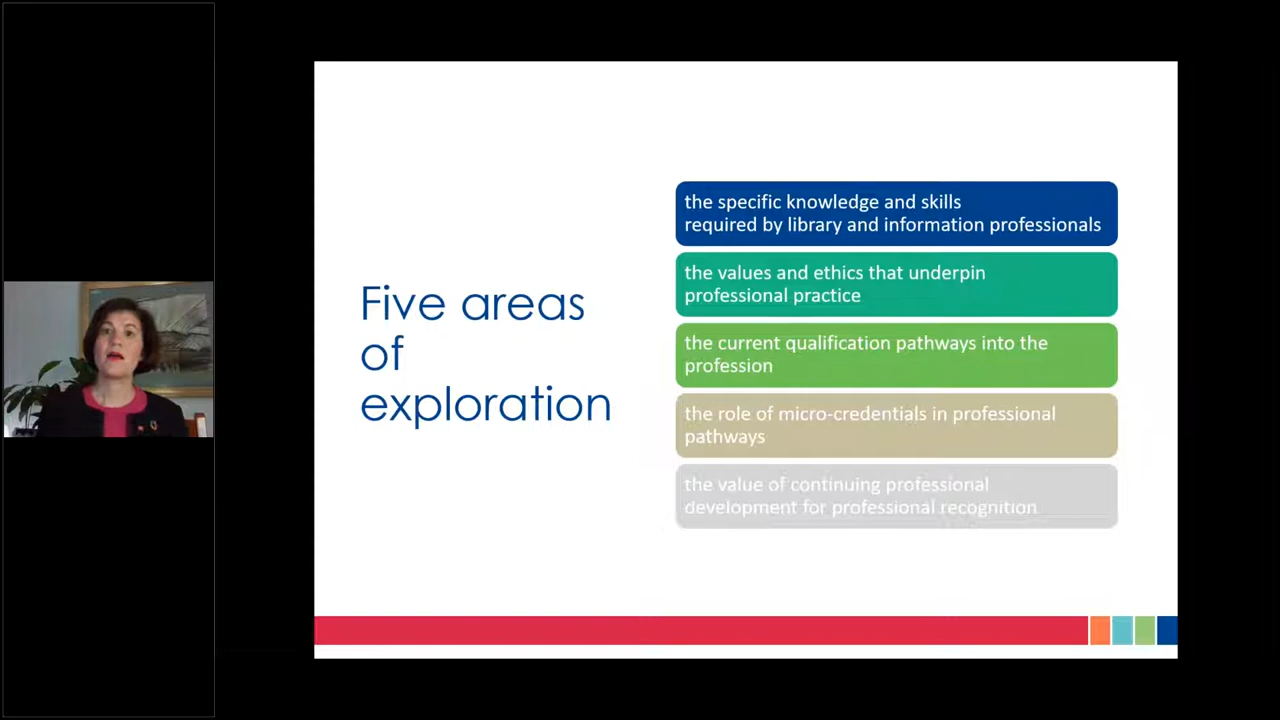 Five areas
of
exploration
the specific knowledge and skills
required by library and information professionals
the values and ethics that underpin
professional practice
the current qualification pathways into the
profession
the role of micro-credentials in professional
pathways
the value of continuing professional
development for professional recognition